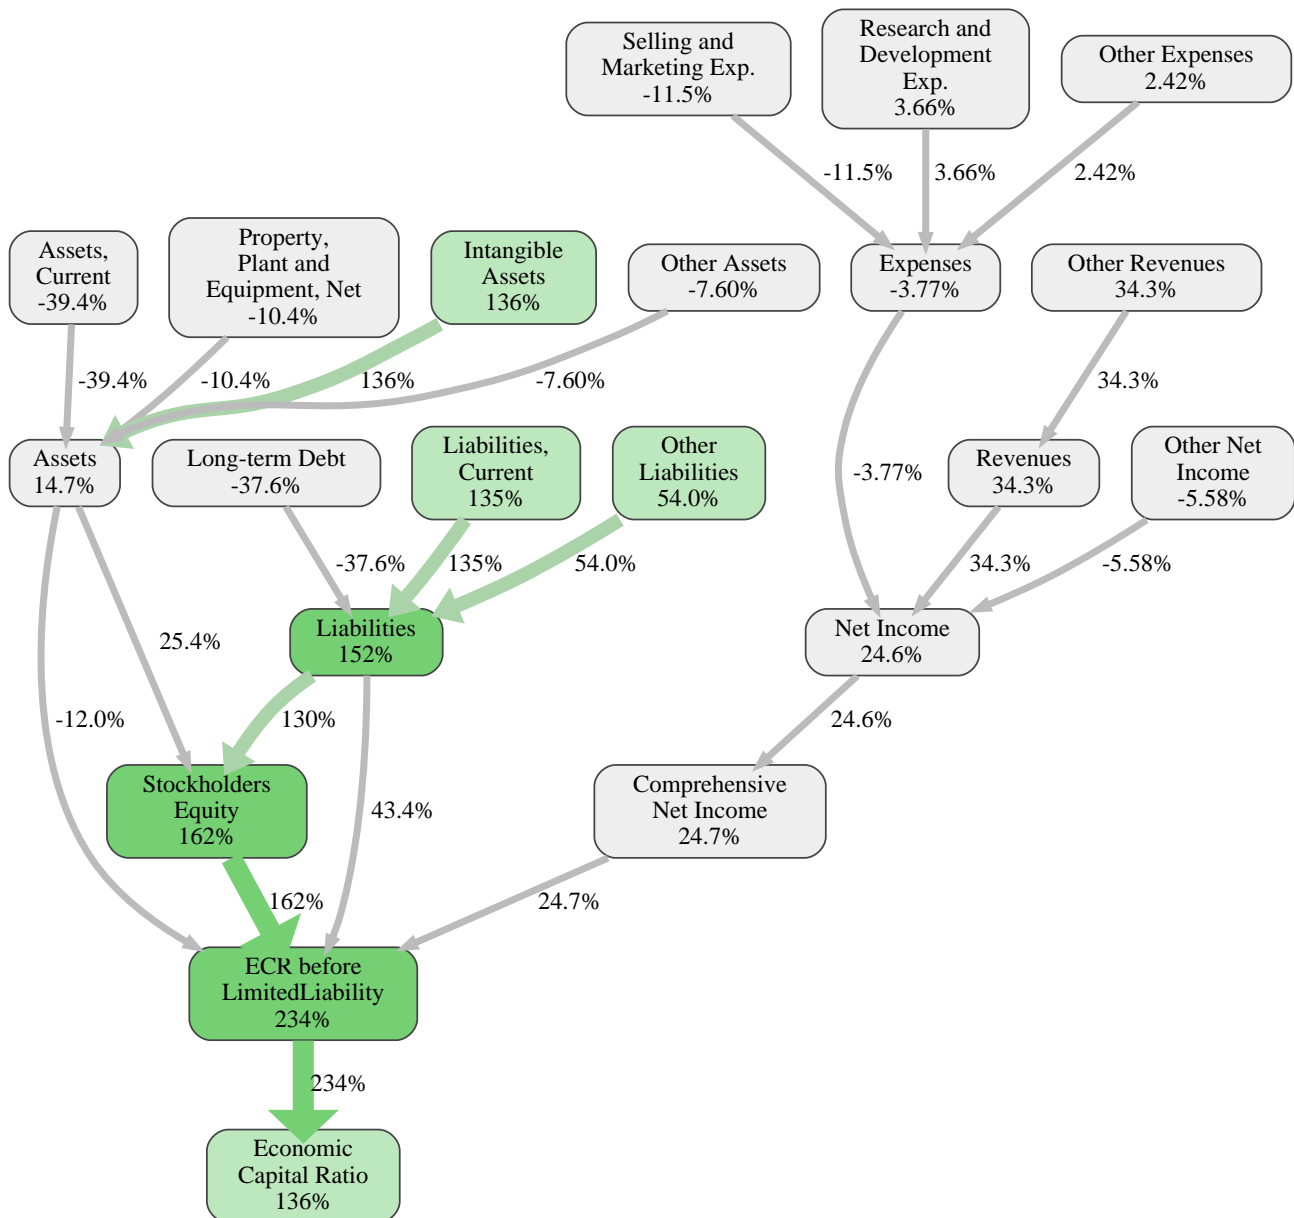 Selling and
Marketing Exp.
-11.5%
Research and
Development
Exp.
3.66%
Other Expenses
2.42%
-11.5%
3.66%
2.42%
Assets,
Current
-39.4%
Property,
Plant and
Equipment, Net
-10.4%
Intangible
Assets
136%
Other Assets
-7.60%
Expenses
-3.77%
Other Revenues
34.3%
-39.4%
-10.4%
136%
-7.60%
34.3%
Assets
14.7%
Long-term Debt
-37.6%
Liabilities,
Current
135%
Other
Liabilities
54.0%
-3.77%
Revenues
34.3%
Other Net
Income
-5.58%
-37.6%
135%
54.0%
34.3%
-5.58%
25.4%
Liabilities
152%
Net Income
24.6%
-12.0%
130%
24.6%
Stockholders
Equity
162%
43.4%
Comprehensive
Net Income
24.7%
162%
24.7%
ECR before
LimitedLiability
234%
234%
Economic
Capital Ratio
136%